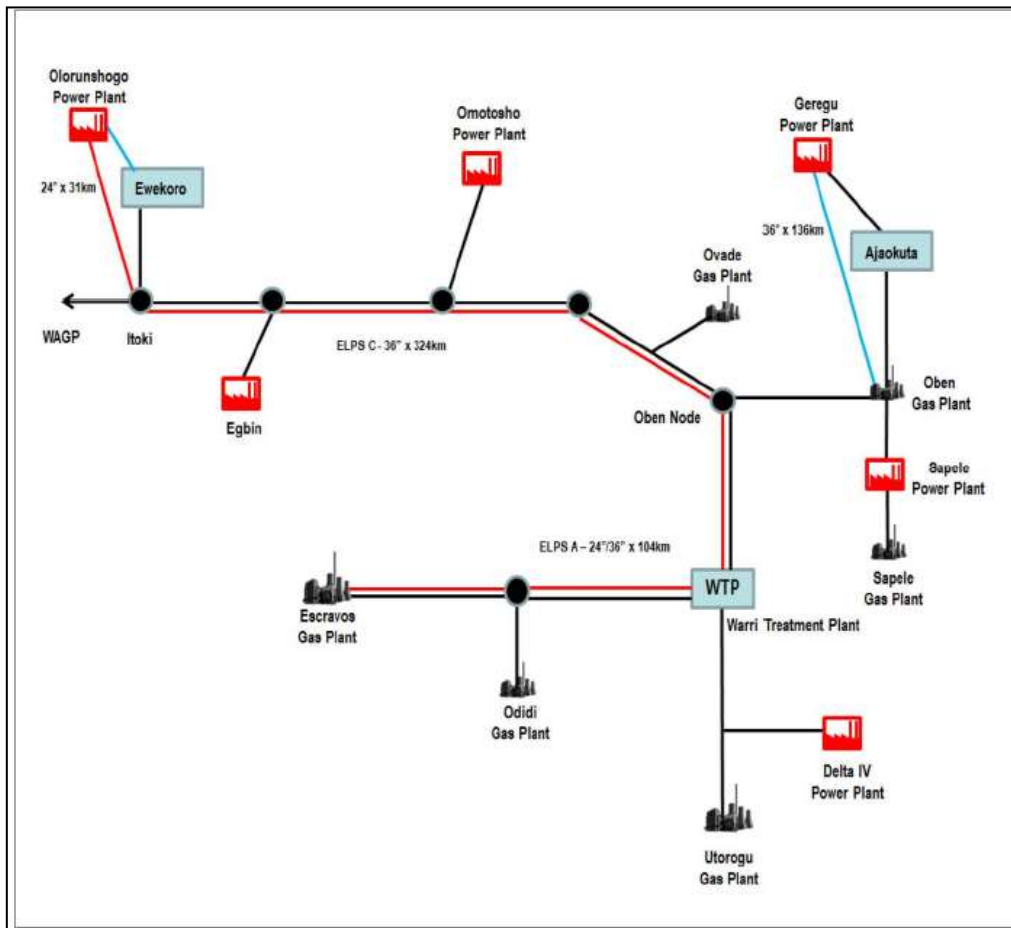 Olorunshogo
Power Plant
Omotosho
Power Plant
Geregu
Power Plant
24" x 31km
Ewekoro
36" x 136km
Ajaokuta
Ovade
Gas Plant
WAGP
Itoki
ELPS C - 36" x 324km
Egbin
Oben Node
Oben
Gas Plant
Sapele
Power Plant
ELPS A – 24"/36" x 104km
Escravos
Gas Plant
WTP
Warri Treatment Plant
Sapele
Gas Plant
Odidi
Gas Plant
Delta IV
Power Plant
Utorogu
Gas Plant